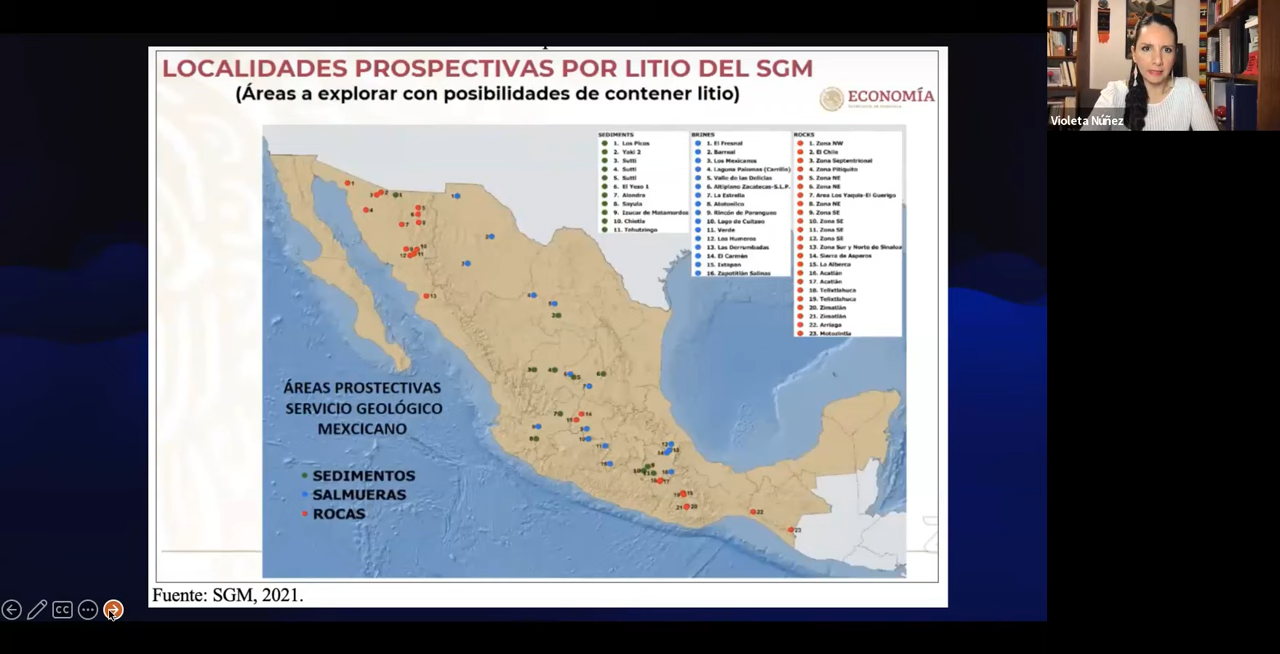 LOCALIDADES PROSPECTIVAS POR LITIO DEL SGM
(Áreas a explorar con posibilidades de contener litio)
ECONOMÍA
Violeta Núñez
SEDIMENTS
1. Los Picos
2. Yaki 2
3. Sutti
4. Sutti
5. Sutti
6. El Yeso 1
7. Alondra
8. Sayula
9. Izucar de Matamordos
10. Chietla
11. Tehuitzingo
BRINES
1. El Fresnal
2. Barreal
3. Los Mexicanos
4. Laguna Palomas (Carrillo)
5. Valle de las Delicias
6. Altiplano Zacatecas-S.L.P.
7. La Estrella
8. Atotonilco
9. Rincón de Parangueo
10. Lago de Cuitzeo
11. Verde
12. Los Humeros
13. Las Derrumbadas
14. El Carmén
15. Ixtapan
16. Zapotitlán Salinas
ROCKS
1. Zona NW
2. El Chile
3. Zona Septentrional
4. Zona Pitiquito
5. Zona NE
6. Zona NE
7. Area Los Yaquis-El Guerigo
8. Zona NE
9. Zona SE
10. Zona SE
11. Zona SE
12. Zona SE
13. Zona Sur y Norte de Sinaloa
14. Sierra de Asperos
15. La Alberca
16. Acatlán
17. Acatlán
18. Telixtlahuca
19. Telixtlahuca
20. Zimatlán
21. Zimatlán
22. Arriaga
23. Motozintla
ÁREAS PROSTECTIVAS
SERVICIO GEOLÓGICO
MEXCICANO
SEDIMENTOS
SALMUERAS
ROCAS
Fuente: SGM, 2021.
CC